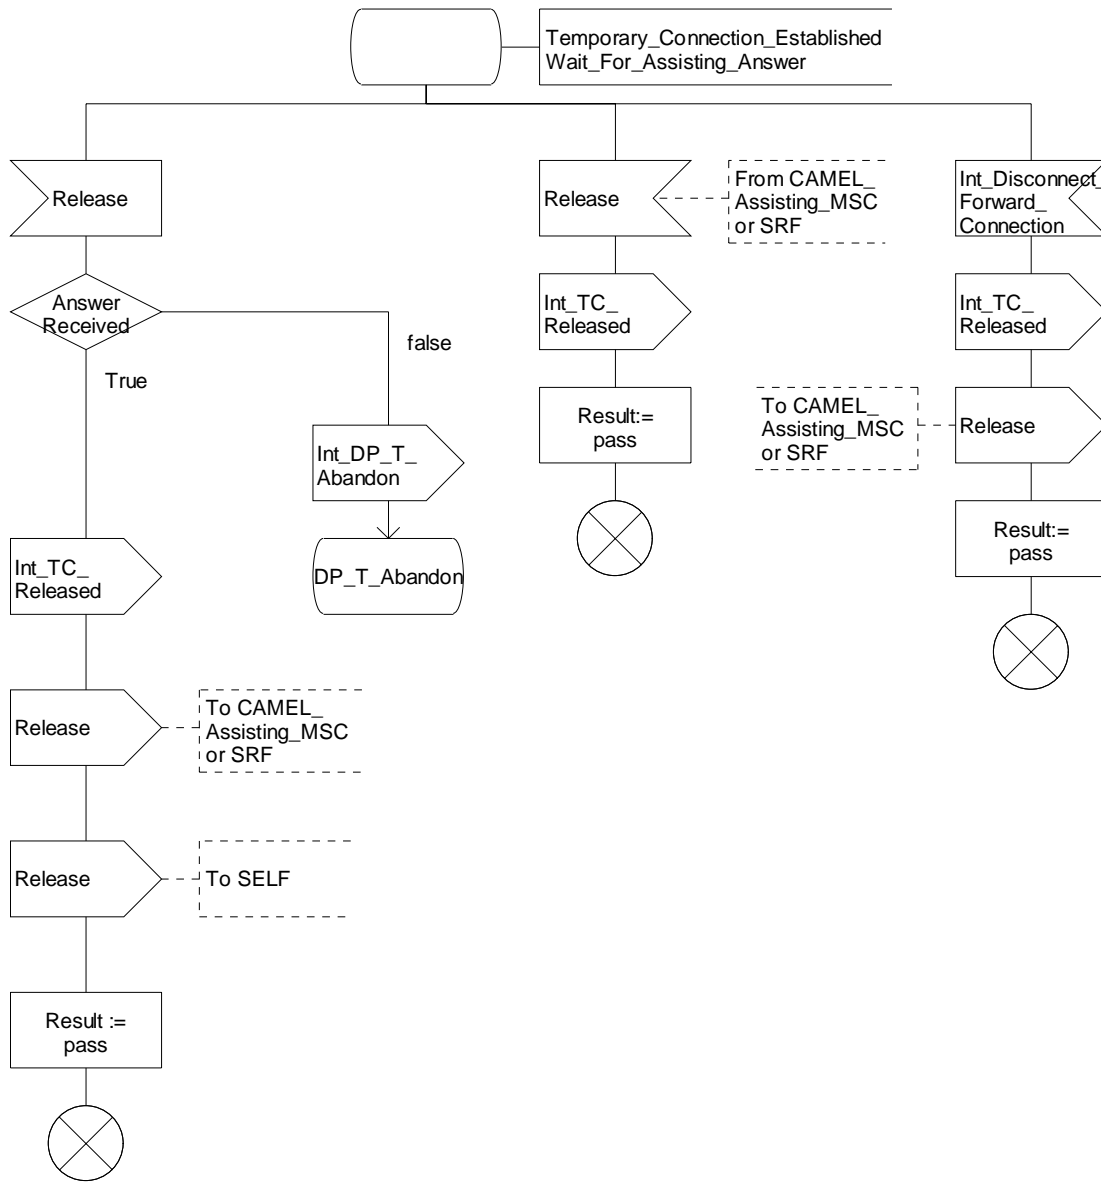 Temporary_Connection_Established
Wait_For_Assisting_Answer
Release
Release
From CAMEL_
Assisting_MSC
or SRF
Int_Disconnect_
Forward_
Connection
Answer
Received
false
True
Int_TC_
Released
Int_TC_
Released
Int_DP_T_
Abandon
Result:=
pass
To CAMEL_
Assisting_MSC
or SRF
Release
DP_T_Abandon
Result:=
pass
Int_TC_
Released
Release
To CAMEL_
Assisting_MSC
or SRF
Release
To SELF
Result :=
pass